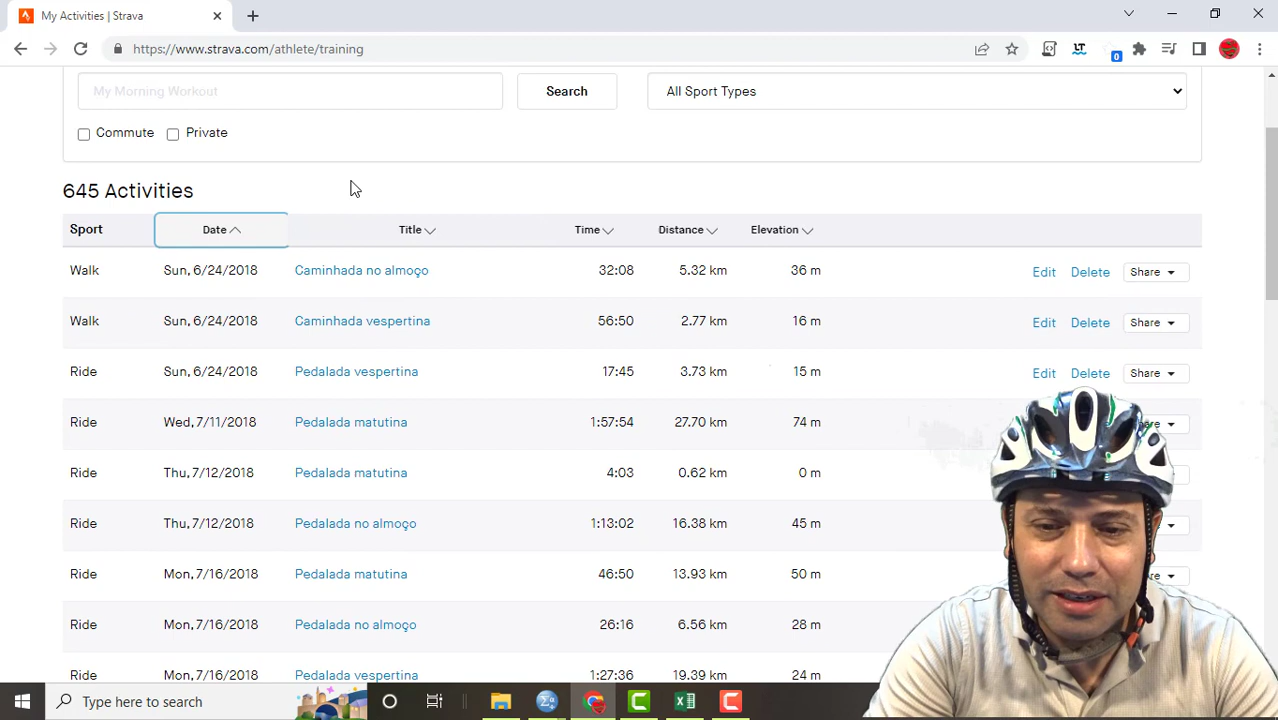 My Activities | Strava
https://www.strava.com/athlete/training
0
My Morning Workout
Search
All Sport Types
Commute
Private
645 Activities
Sport Date Title Time Distance Elevation
Walk Sun, 6/24/2018 Caminhada no almoço 32:08 5.32 km 36 m Edit Delete Share
Walk Sun, 6/24/2018 Caminhada vespertina 56:50 2.77 km 16 m Edit Delete Share
Ride Sun, 6/24/2018 Pedalada vespertina 17:45 3.73 km 15 m Edit Delete Share
Ride Wed, 7/11/2018 Pedalada matutina 1:57:54 27.70 km 74 m
Ride Thu, 7/12/2018 Pedalada matutina 4:03 0.62 km 0 m
Ride Thu, 7/12/2018 Pedalada no almoço 1:13:02 16.38 km 45 m
Ride Mon, 7/16/2018 Pedalada matutina 46:50 13.93 km 50 m
Ride Mon, 7/16/2018 Pedalada no almoço 26:16 6.56 km 28 m
Ride Mon, 7/16/2018 Pedalada vespertina 1:27:36 19.39 km 24 m
Type here to search